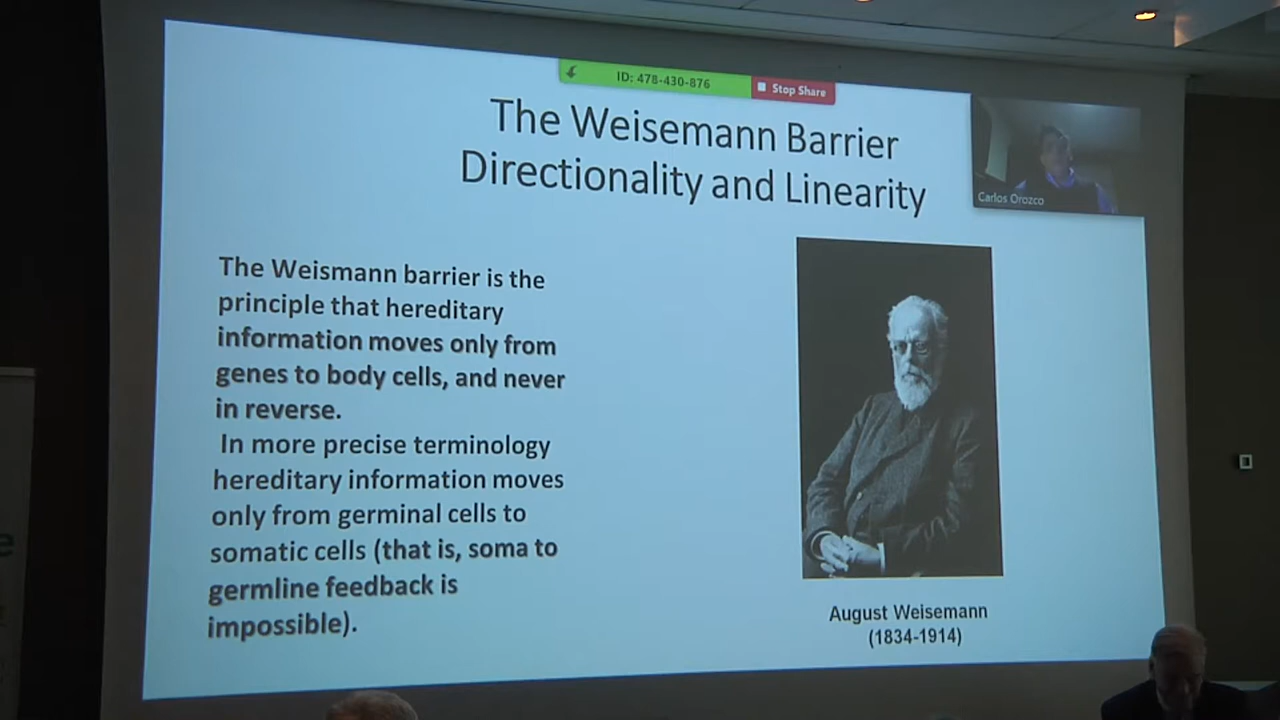 ID: 478-430-876
Stop Share
The Weisemann Barrier
Directionality and Linearity
Carlos Orozco
The Weismann barrier is the
principle that hereditary
information moves only from
genes to body cells, and never
in reverse.
In more precise terminology
hereditary information moves
only from germinal cells to
somatic cells (that is, soma to
germline feedback is
impossible).
August Weisemann
(1834-1914)
e